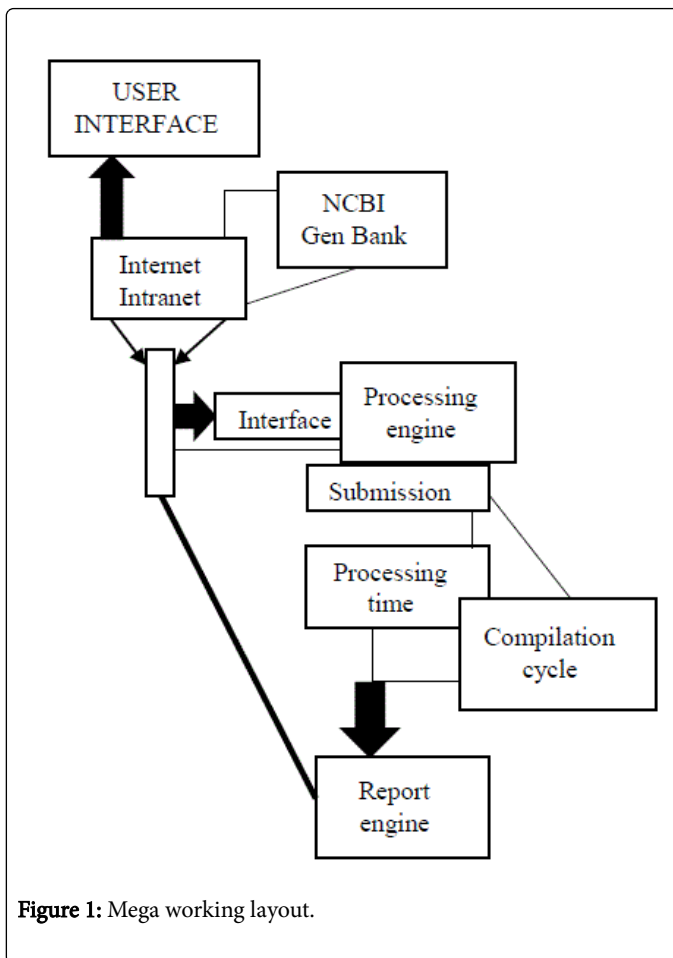 USER
INTERFACE
NCBI
Gen Bank
Internet
Intranet
Processing
engine
Interface
Submission
Processing
time
Compilation
cycle
Report
engine
Figure 1: Mega working layout.